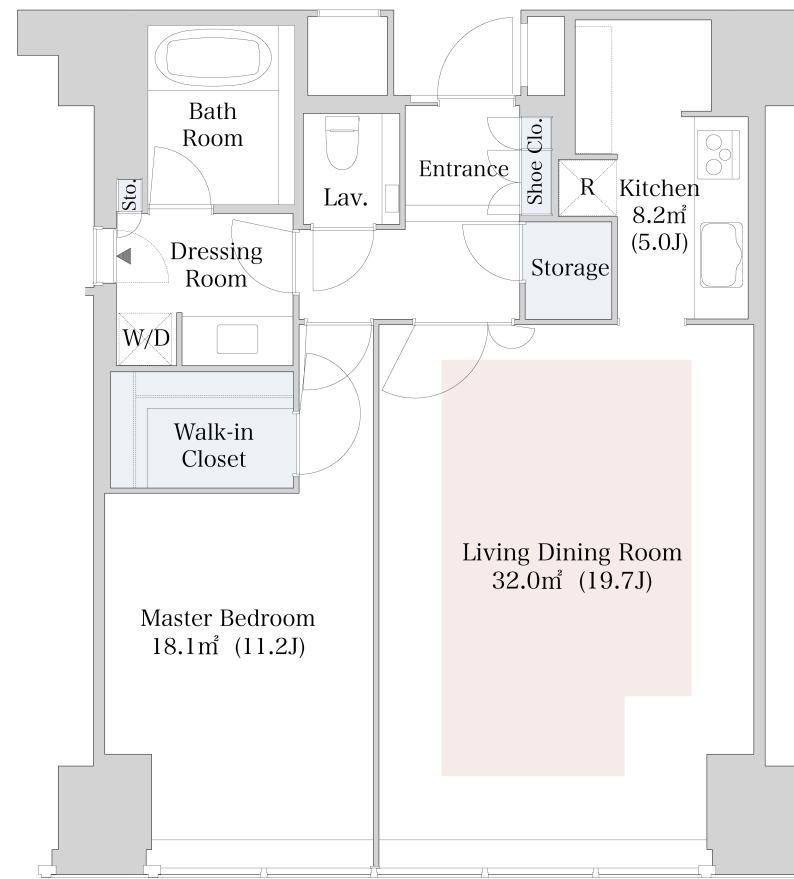 Bath
Room
Lav.
Entrance
Shoe Clo.
R
Kitchen
8.2㎡
(5.0J)
Sto.
Dressing
Room
Storage
W/D
Walk-in
Closet
Living Dining Room
32.0㎡ (19.7J)
Master Bedroom
18.1㎡ (11.2J)